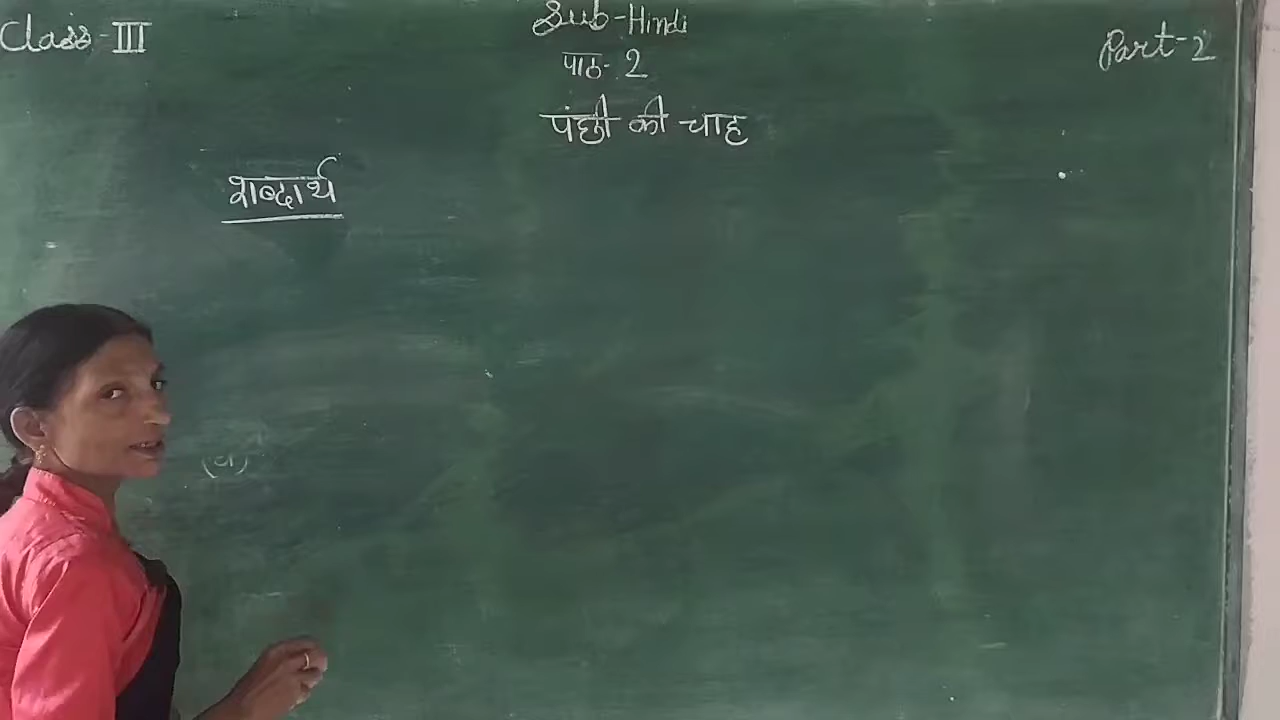 Class-III
Sub-Hindi
Part-2
पाठ-2
पंछी की चाह
शब्दार्थ